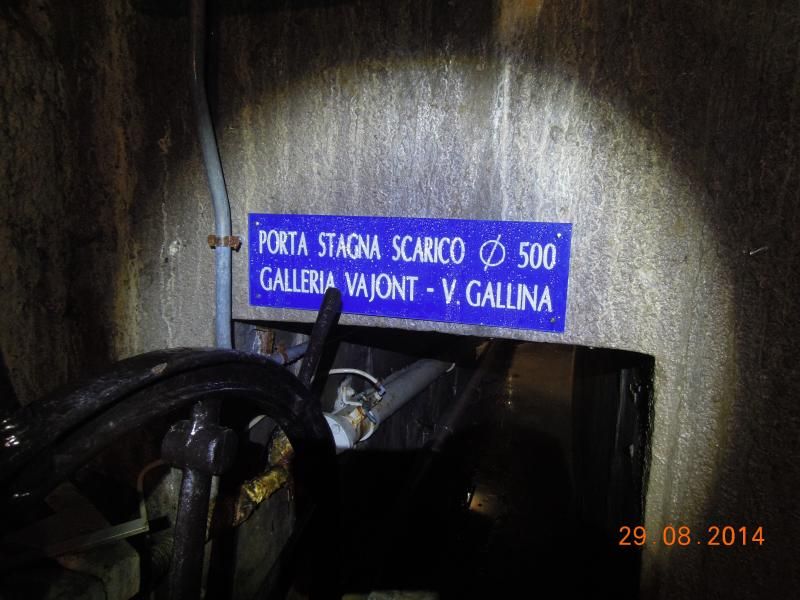 PORTA STAGNA SCARICO Ø 500
GALLERIA VAJONT - V. GALLINA
29.08.2014